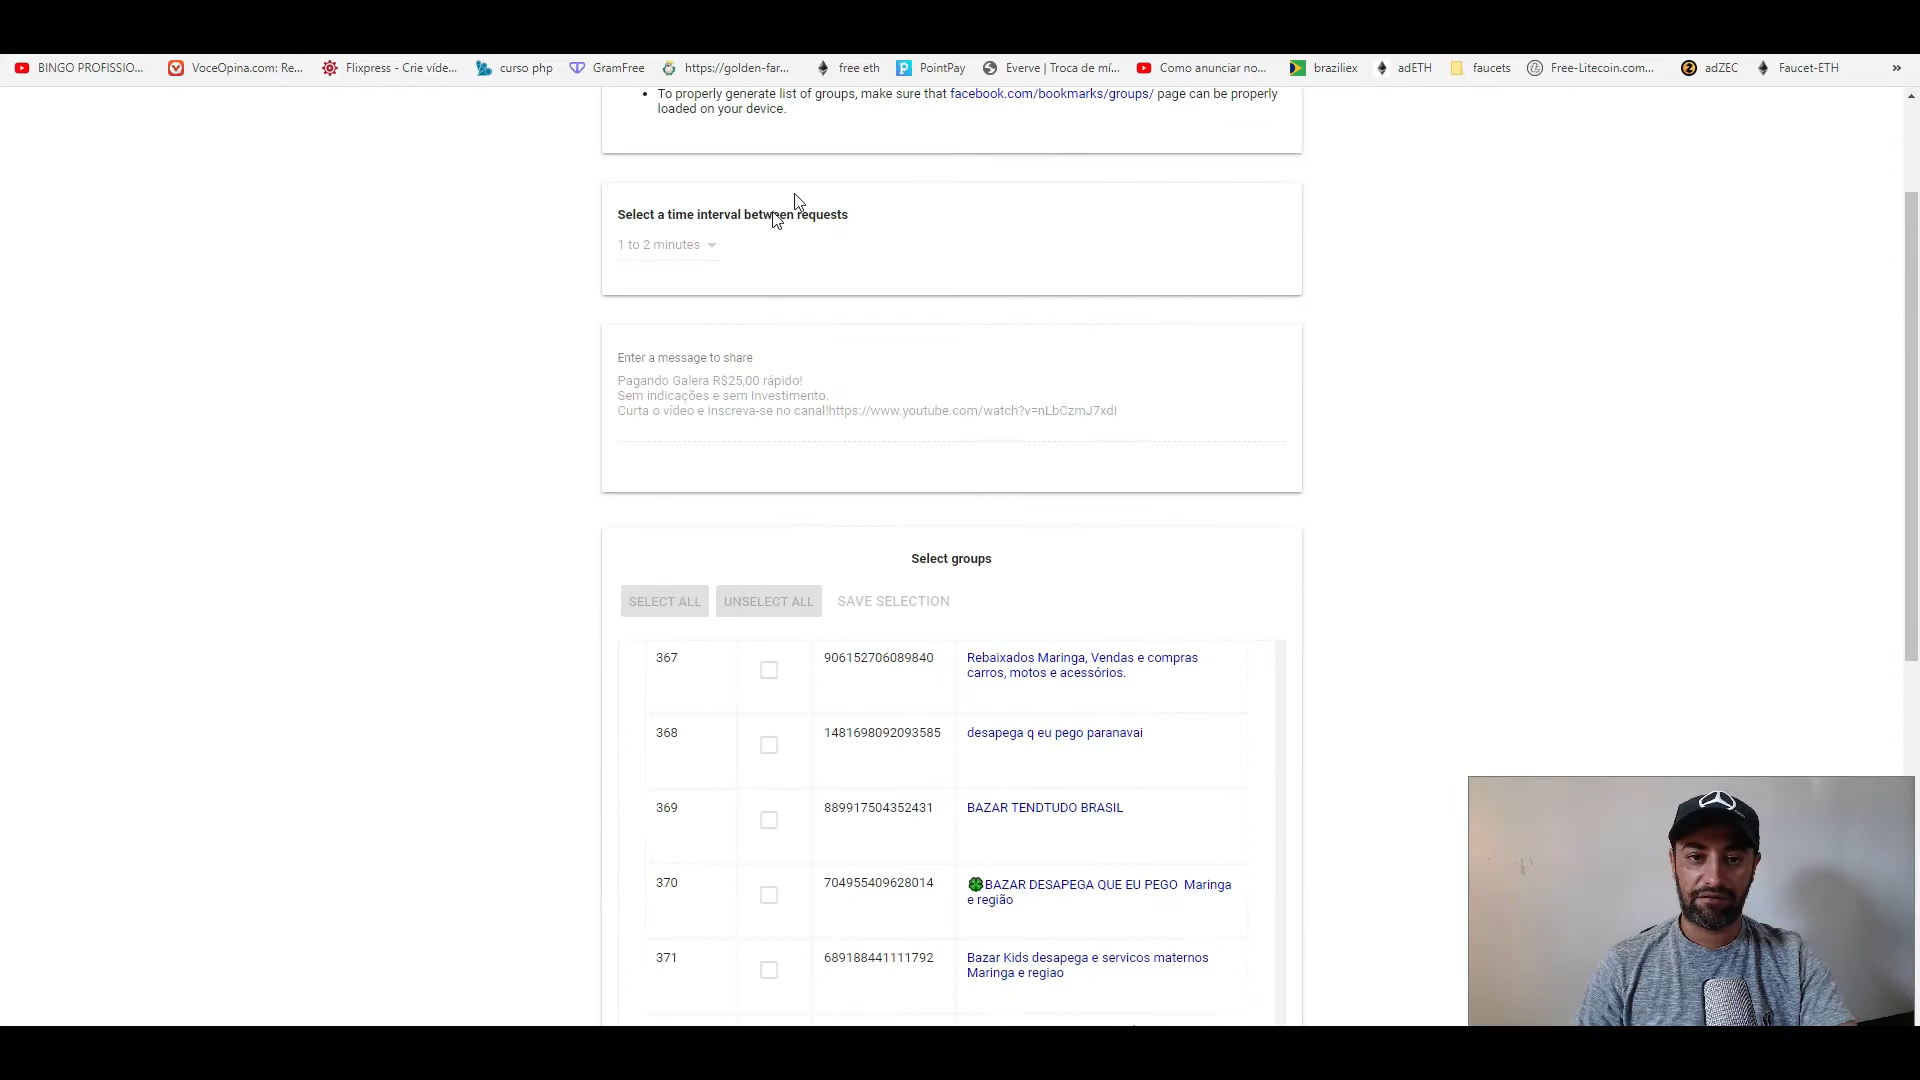 BINGO PROFISSIO...
VoceOpina.com: Re...
Flixpress - Crie víde...
curso php
GramFree
https://golden-far...
free eth
PointPay
Everve | Troca de mí...
Como anunciar no...
braziliex
adETH
faucets
Free-Litecoin.com...
adZEC
Faucet-ETH
»
• To properly generate list of groups, make sure that facebook.com/bookmarks/groups/ page can be properly
loaded on your device.
Select a time interval between requests
1 to 2 minutes
Enter a message to share
Pagando Galera R$25,00 rápido!
Sem indicações e sem Investimento.
Curta o vídeo e inscreva-se no canal!https://www.youtube.com/watch?v=nLbCzmJ7xdI
Select groups
SELECT ALL
UNSELECT ALL
SAVE SELECTION
367 906152706089840 Rebaixados Maringa, Vendas e compras
carros, motos e acessórios.
368 1481698092093585 desapega q eu pego paranavai
369 889917504352431 BAZAR TENDTUDO BRASIL
370 704955409628014 🍀BAZAR DESAPEGA QUE EU PEGO Maringa
e região
371 689188441111792 Bazar Kids desapega e servicos maternos
Maringa e regiao